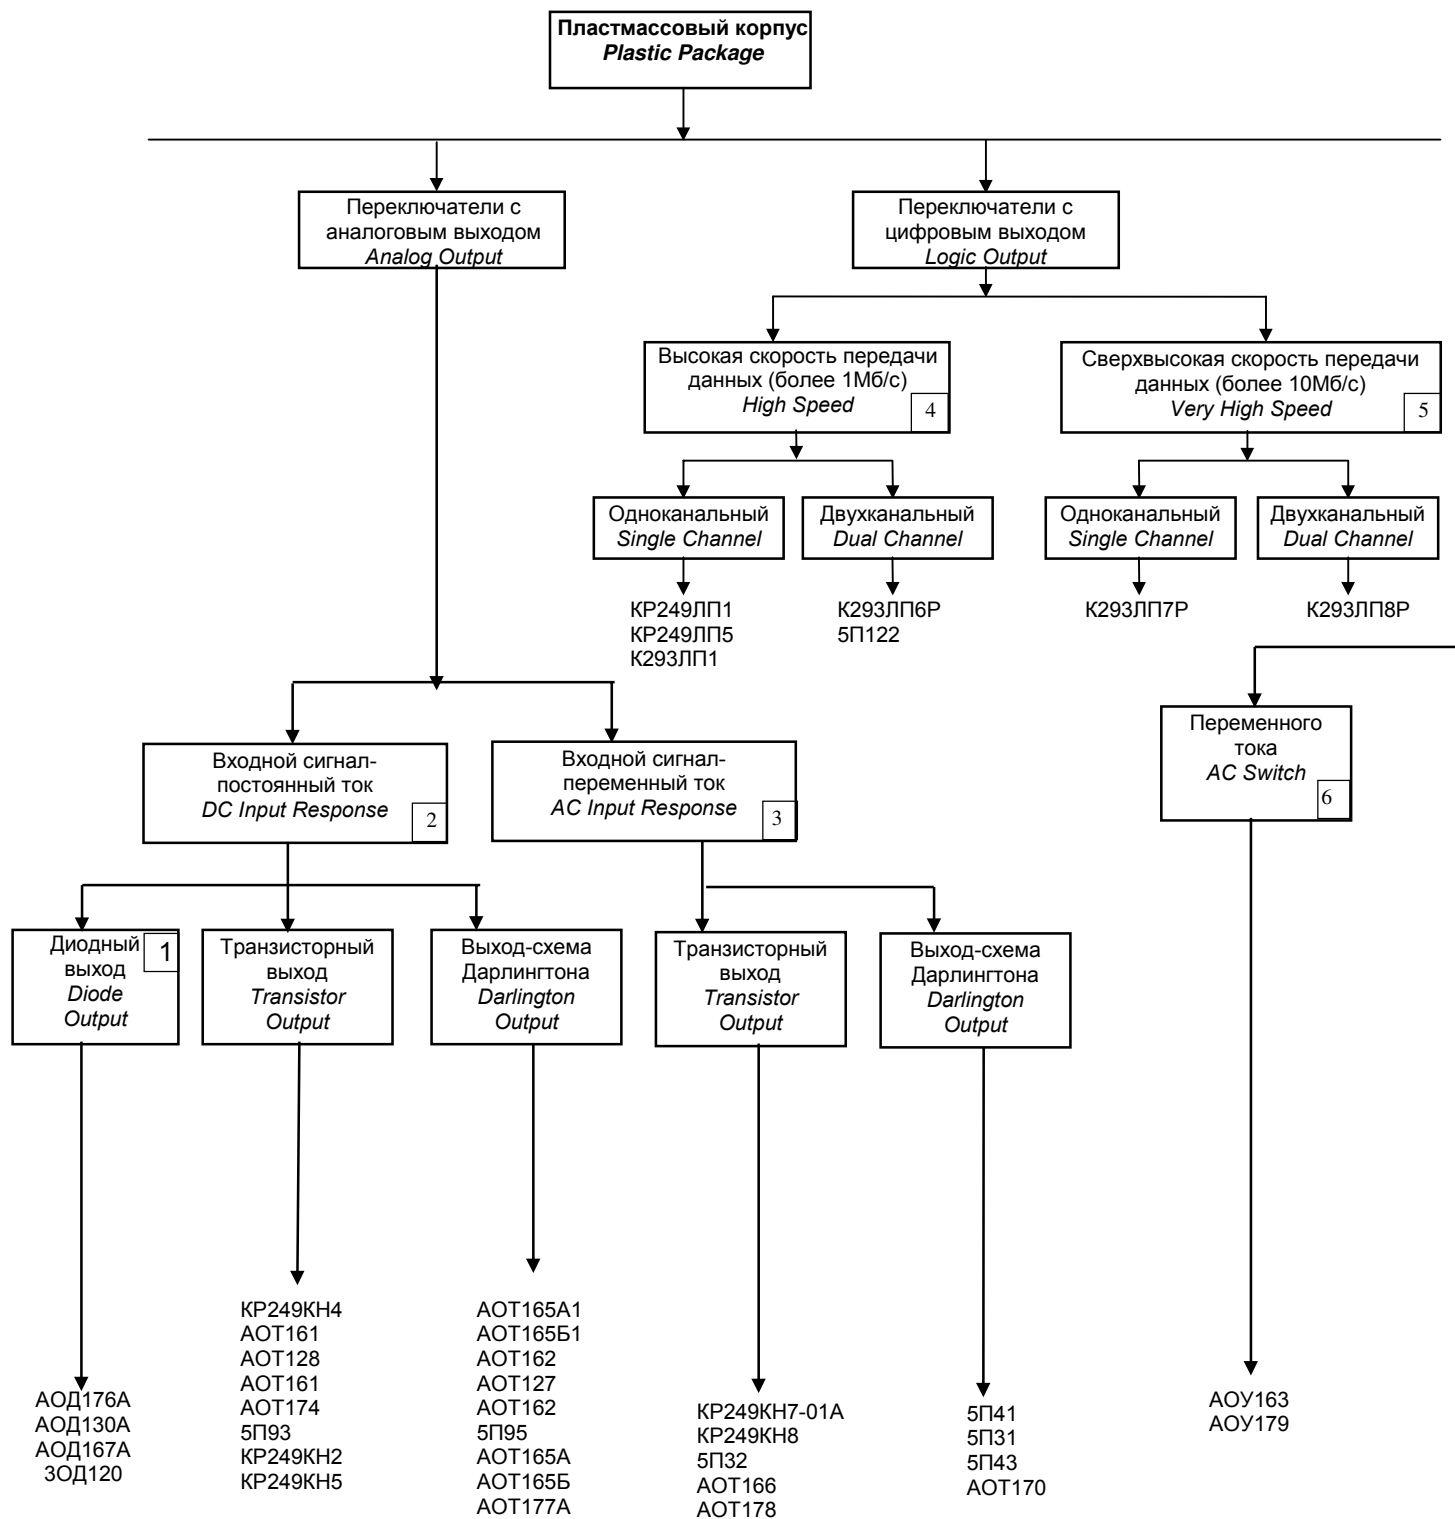 Пластмассовый корпус
Plastic Package
Переключатели с
аналоговым выходом
Analog Output
Переключатели с
цифровым выходом
Logic Output
Высокая скорость передачи
данных (более 1Мб/с)
High Speed
4
Сверхвысокая скорость передачи
данных (более 10Мб/с)
Very High Speed
5
Одноканальный
Single Channel
Двухканальный
Dual Channel
Одноканальный
Single Channel
Двухканальный
Dual Channel
КР249ЛП1
КР249ЛП5
К293ЛП1
К293ЛП6Р
5П122
К293ЛП7Р
К293ЛП8Р
Входной сигнал-
постоянный ток
DC Input Response
2
Входной сигнал-
переменный ток
AC Input Response
3
Переменного
тока
AC Switch
6
Диодный
выход
Diode
Output
1
Транзисторный
выход
Transistor
Output
Выход-схема
Дарлингтона
Darlington
Output
Транзисторный
выход
Transistor
Output
Выход-схема
Дарлингтона
Darlington
Output
АОД176А
АОД130А
АОД167А
3ОД120
КР249КН4
АОТ161
АОТ128
АОТ161
АОТ174
5П93
КР249КН2
КР249КН5
АОТ165А1
АОТ165Б1
АОТ162
АОТ127
АОТ162
5П95
АОТ165А
АОТ165Б
АОТ177А
КР249КН7-01А
КР249КН8
5П32
АОТ166
АОТ178
5П41
5П31
5П43
АОТ170
АОУ163
АОУ179